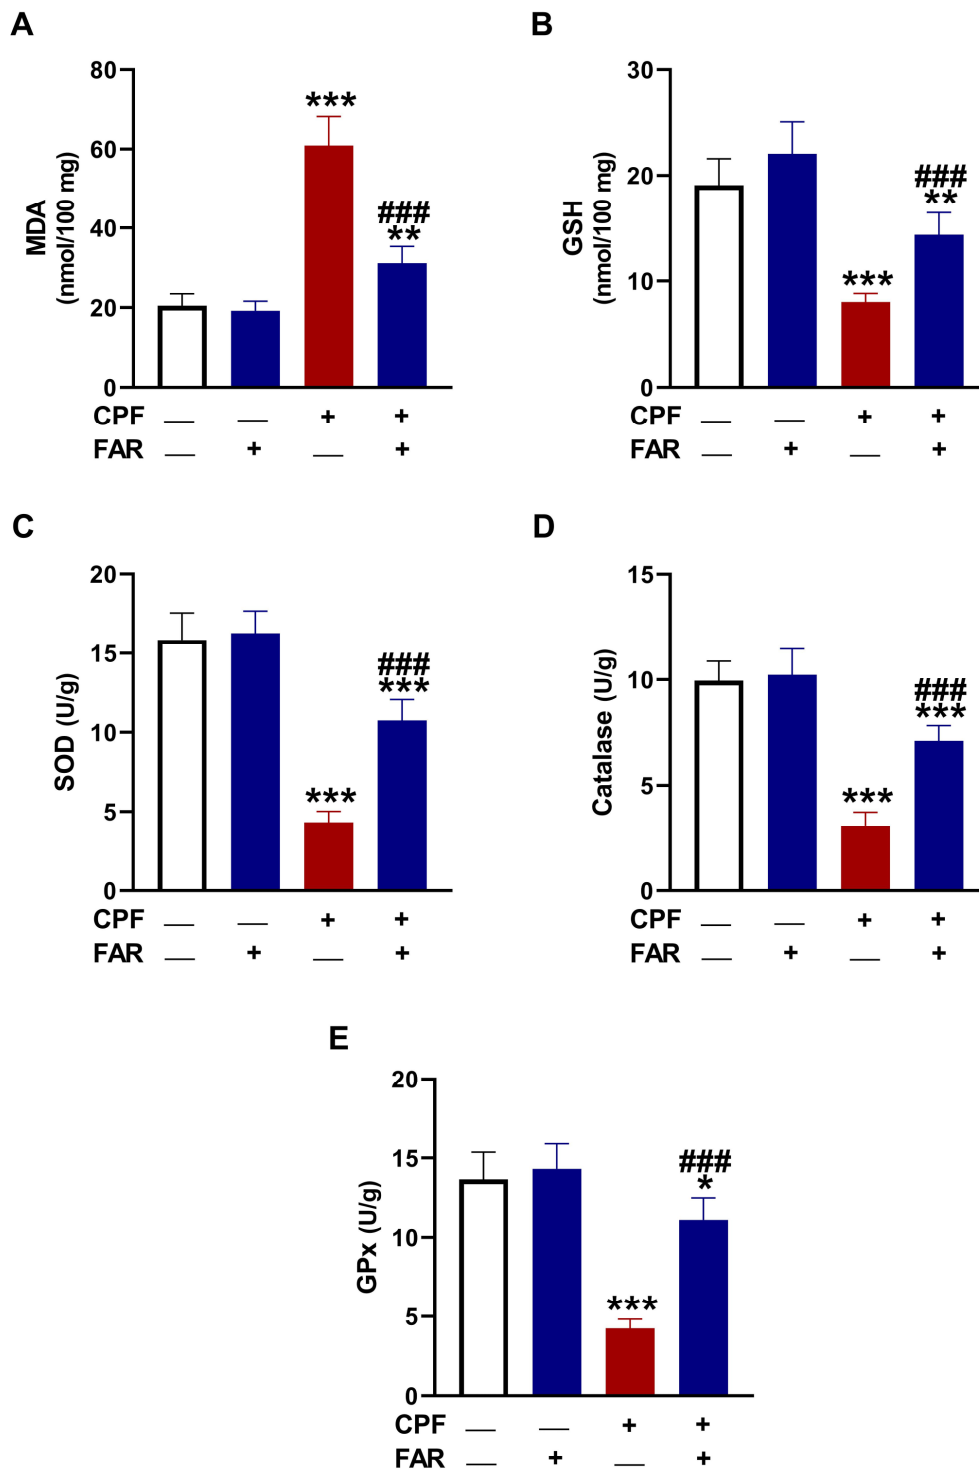 A
MDA
(nmol/100 mg)
80
60
40
20
0
***
###
**
CPF — — + +
FAR — + — +
B
GSH
(nmol/100 mg)
30
20
10
0
***
###
**
CPF — — + +
FAR — + — +
C
SOD (U/g)
20
15
10
5
0
***
###
***
CPF — — + +
FAR — + — +
D
Catalase (U/g)
15
10
5
0
***
###
***
CPF — — + +
FAR — + — +
E
GPx (U/g)
20
15
10
5
0
***
###
*
CPF — — + +
FAR — + — +